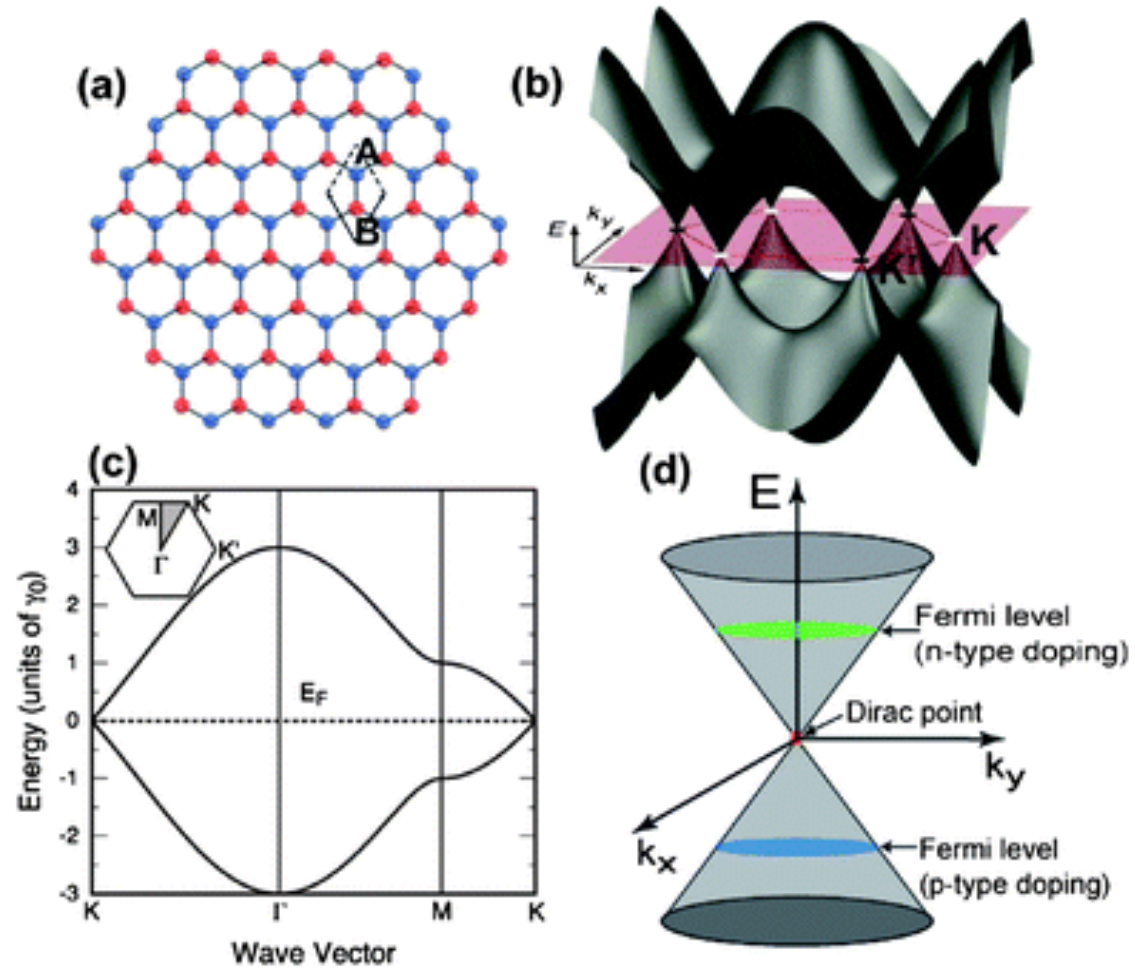 (a)
A
B
(b)
E
k_y
k_x
K'
K
(c)
Energy (units of γ0)
4
3
2
1
0
-1
-2
-3
M
K
K'
Γ
E_F
K
Γ
M
K
Wave Vector
(d)
E
Fermi level
(n-type doping)
Dirac point
k_y
k_x
Fermi level
(p-type doping)